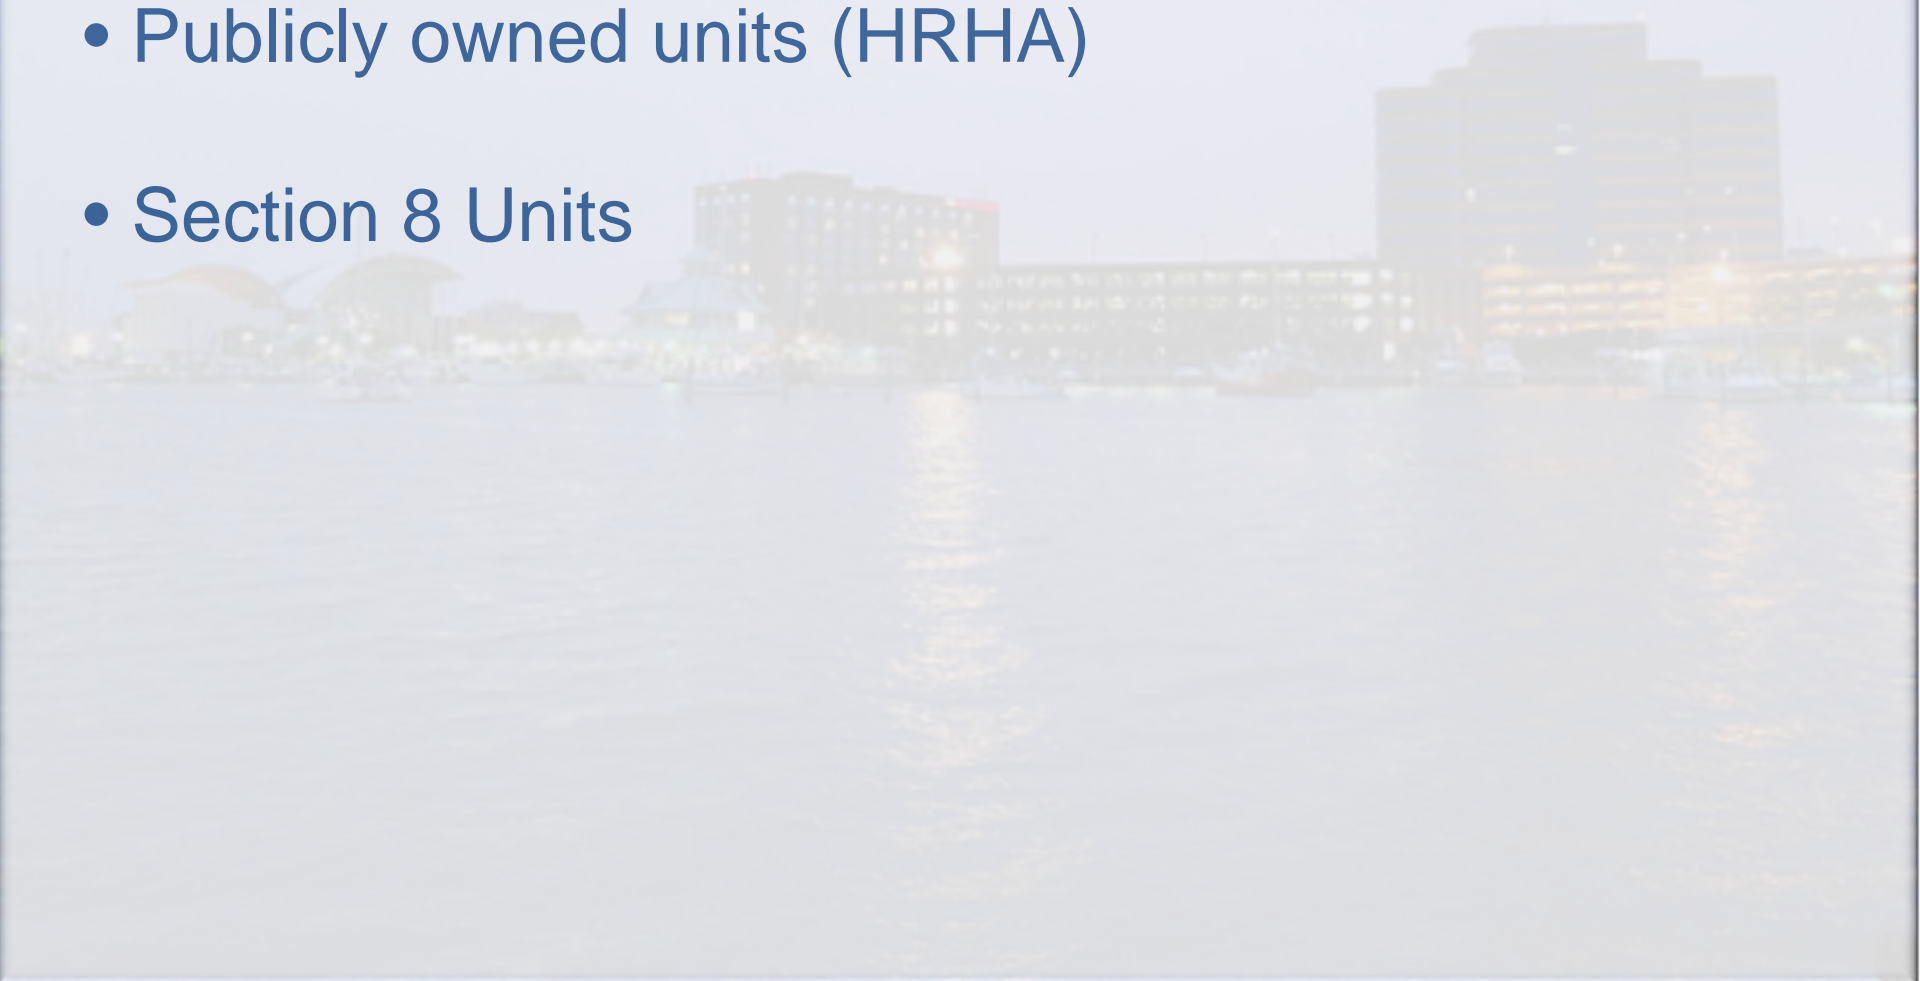 • Publicly owned units (HRHA)
• Section 8 Units